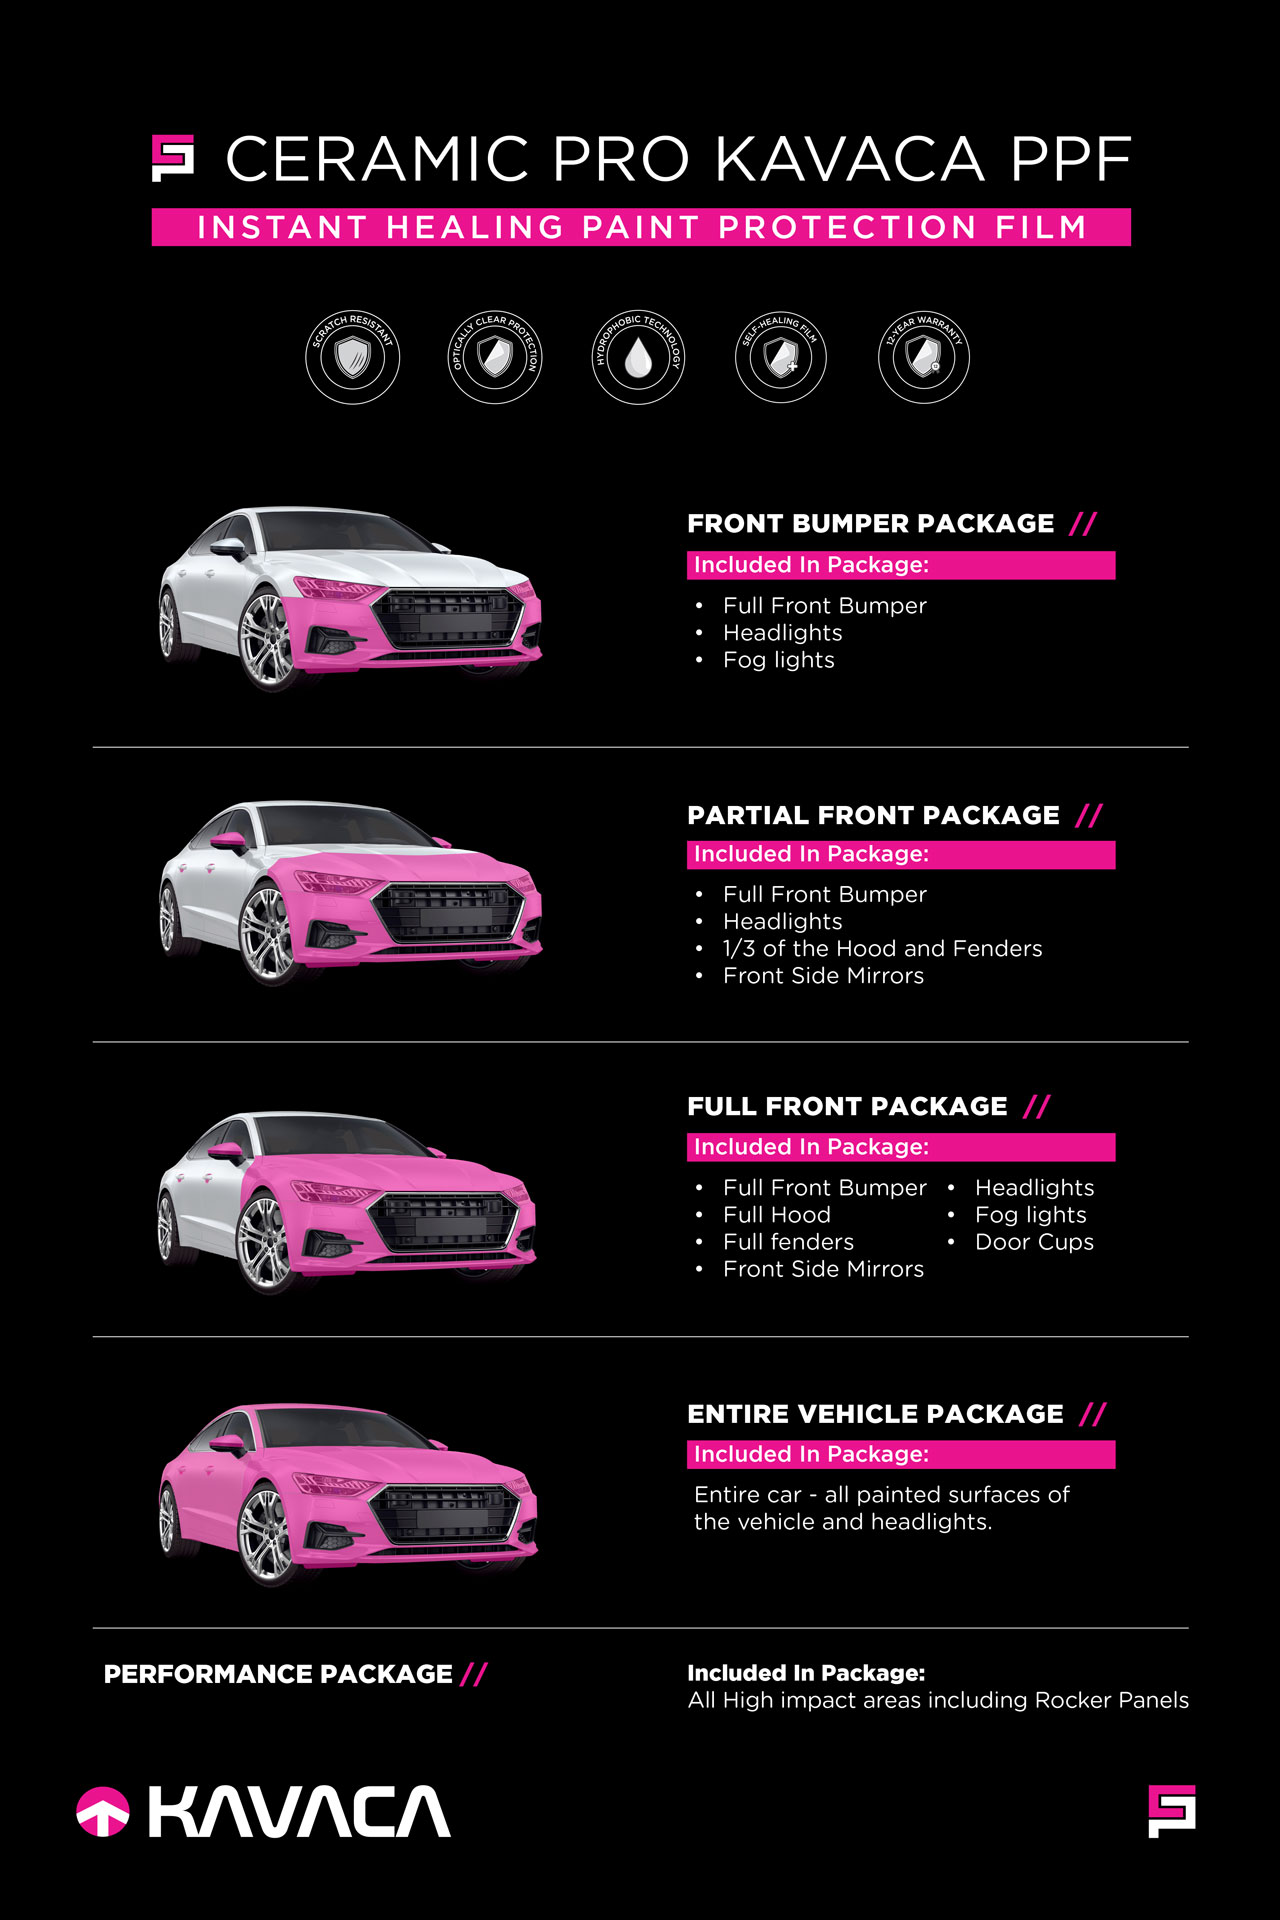 CERAMIC PRO KAVACA PPF
INSTANT HEALING PAINT PROTECTION FILM
SCRATCH RESISTANT
OPTICALLY CLEAR PROTECTION
HYDROPHOBIC TECHNOLOGY
SELF-HEALING FILM
12-YEAR WARRANTY
FRONT BUMPER PACKAGE //
Included In Package:
• Full Front Bumper
• Headlights
• Fog lights
PARTIAL FRONT PACKAGE //
Included In Package:
• Full Front Bumper
• Headlights
• 1/3 of the Hood and Fenders
• Front Side Mirrors
FULL FRONT PACKAGE //
Included In Package:
• Full Front Bumper
• Full Hood
• Full fenders
• Front Side Mirrors
• Headlights
• Fog lights
• Door Cups
ENTIRE VEHICLE PACKAGE //
Included In Package:
Entire car - all painted surfaces of
the vehicle and headlights.
PERFORMANCE PACKAGE //
Included In Package:
All High impact areas including Rocker Panels
KAVACA